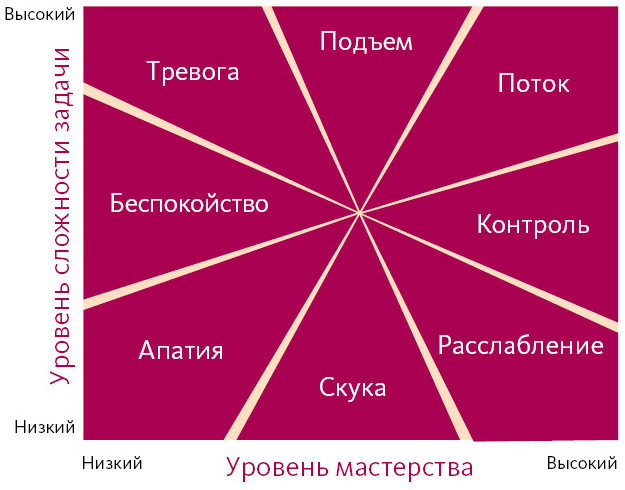 Высокий
Уровень сложности задачи
Тревога
Подъем
Поток
Беспокойство
Контроль
Апатия
Расслабление
Скука
Низкий
Низкий
Уровень мастерства
Высокий